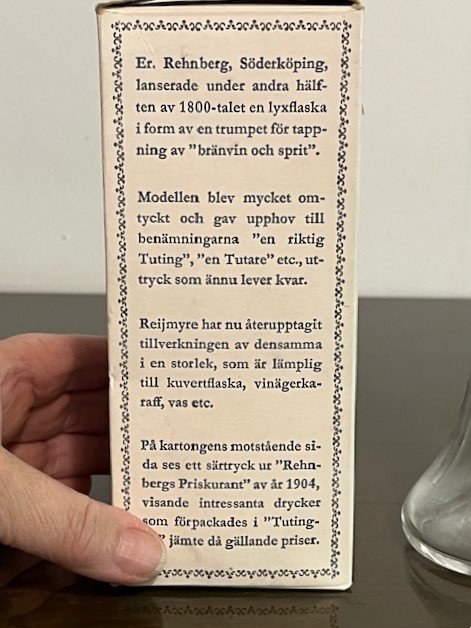 Er. Rehnberg, Söderköping,
lanserade under andra hälf-
ten av 1800-talet en lyxflaska
i form av en trumpet för tapp-
ning av ”bränvin och sprit”.
Modellen blev mycket om-
tyckt och gav upphov till
benämningarna ”en riktig
Tuting”, ”en Tutare” etc., ut-
tryck som ännu lever kvar.
Reijmyre har nu återupptagit
tillverkningen av densamma
i en storlek, som är lämplig
till kuvertflaska, vinägerka-
raff, vas etc.
På kartongens motstående si-
da ses ett särtryck ur ”Rehn-
bergs Priskurant” av år 1904,
visande intressanta drycker
som förpackades i ”Tuting-
” jämte då gällande priser.